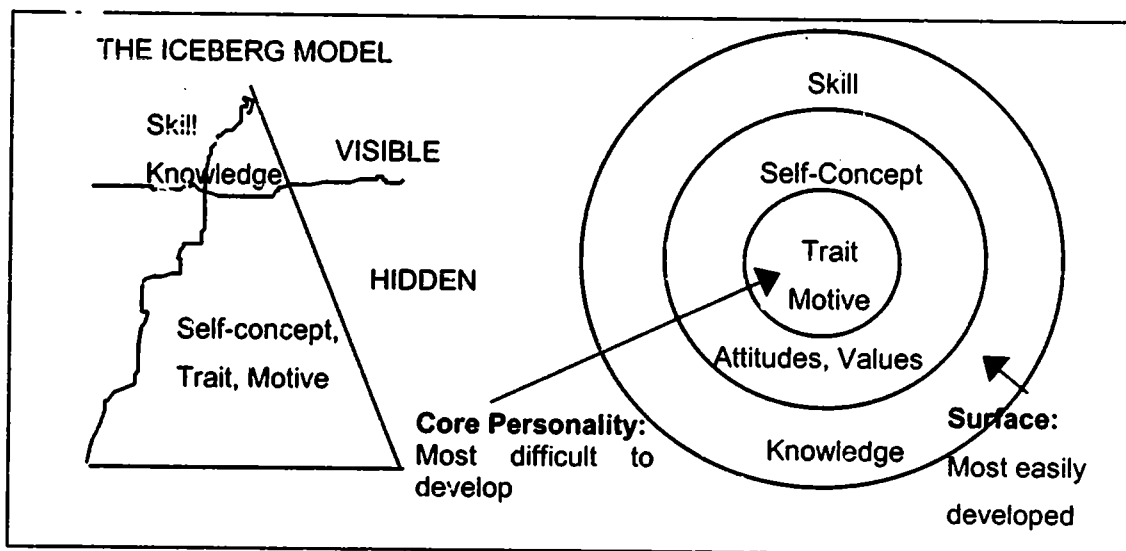 THE ICEBERG MODEL
Skill
Knowledge
VISIBLE
HIDDEN
Self-concept,
Trait, Motive
Skill
Self-Concept
Trait
Motive
Attitudes, Values
Knowledge
Core Personality:
Most difficult to
develop
Surface:
Most easily
developed